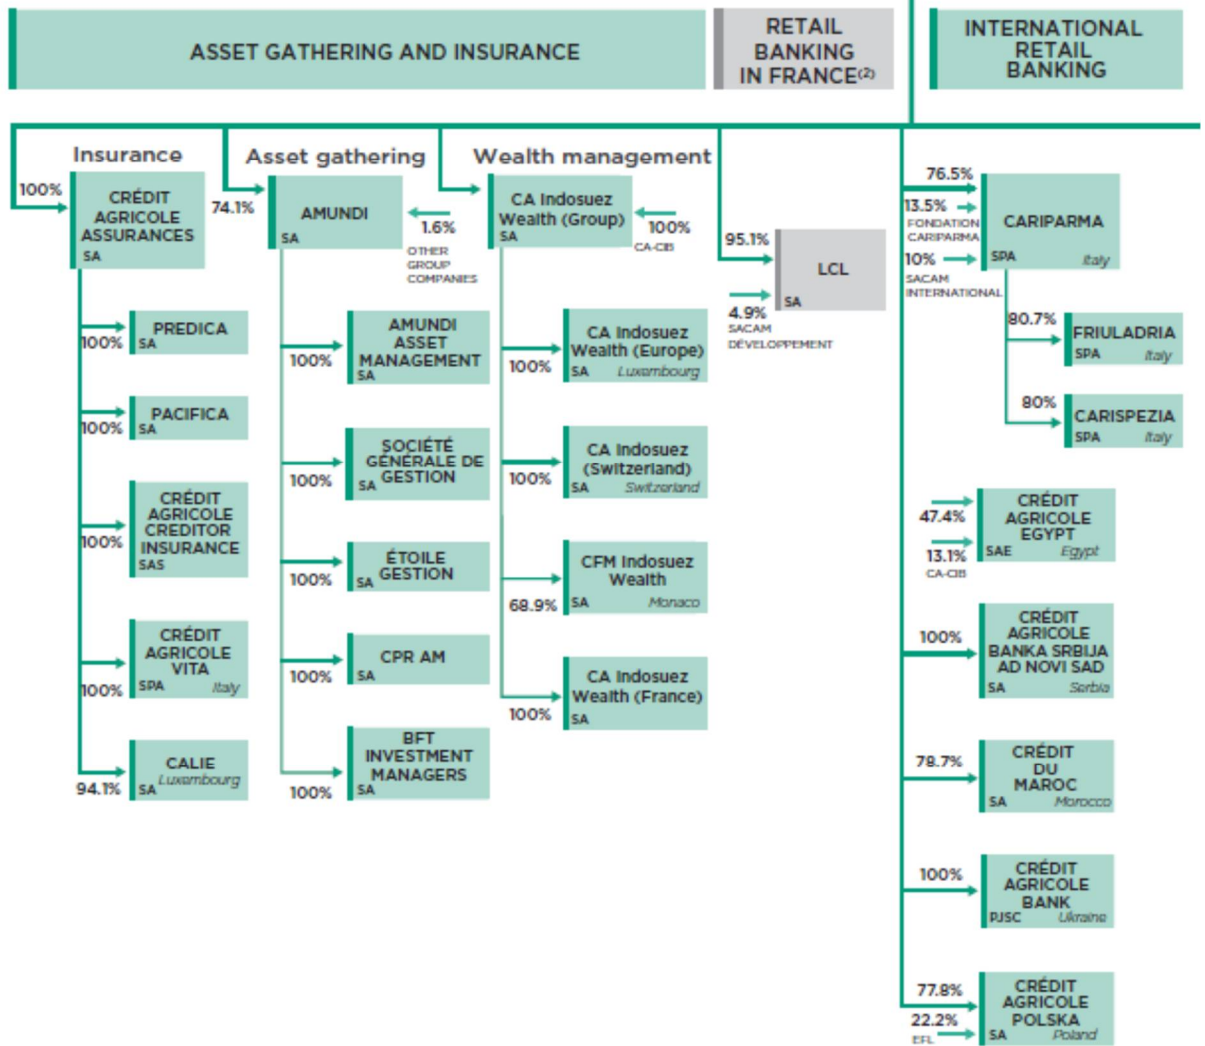 ASSET GATHERING AND INSURANCE
RETAIL
BANKING
IN FRANCE(2)
INTERNATIONAL
RETAIL
BANKING
Insurance
100%
CRÉDIT
AGRICOLE
ASSURANCES
SA
100%
PREDICA
SA
100%
PACIFICA
SA
100%
CRÉDIT
AGRICOLE
CREDITOR
INSURANCE
SAS
100%
CRÉDIT
AGRICOLE
VITA
SPA Italy
94.1%
CALIE
SA Luxembourg
Asset gathering
74.1%
AMUNDI
SA
1.6%
OTHER
GROUP
COMPANIES
100%
AMUNDI
ASSET
MANAGEMENT
SA
100%
SOCIÉTÉ
GÉNÉRALE DE
GESTION
SA
100%
ÉTOILE
GESTION
SA
100%
CPR AM
SA
100%
BFT
INVESTMENT
MANAGERS
SA
Wealth management
CA Indosuez
Wealth (Group)
SA
100%
CA-CIB
100%
CA Indosuez
Wealth (Europe)
SA Luxembourg
100%
CA Indosuez
(Switzerland)
SA Switzerland
68.9%
CFM Indosuez
Wealth
SA Monaco
100%
CA Indosuez
Wealth (France)
SA
95.1%
LCL
SA
4.9%
SACAM
DÉVELOPPEMENT
76.5%
13.5%
FONDATION
CARIPARMA
10%
SACAM
INTERNATIONAL
CARIPARMA
SPA Italy
80.7%
FRIULADRIA
SPA Italy
80%
CARISPEZIA
SPA Italy
47.4%
13.1%
CA-CIB
CRÉDIT
AGRICOLE
EGYPT
SAE Egypt
100%
CRÉDIT
AGRICOLE
BANKA SRBIJA
AD NOVI SAD
SA Serbia
78.7%
CRÉDIT
DU
MAROC
SA Morocco
100%
CRÉDIT
AGRICOLE
BANK
PJSC Ukraine
77.8%
22.2%
EFL
CRÉDIT
AGRICOLE
POLSKA
SA Poland